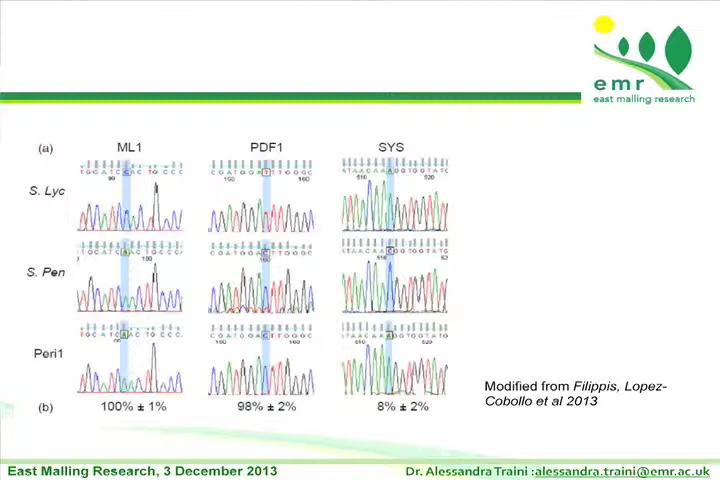 emr
east malling research
(a) ML1 PDF1 SYS
S. Lyc
S. Pen
Peri1
(b) 100% ± 1% 98% ± 2% 8% ± 2%
Modified from Filippis, Lopez-
Cobollo et al 2013
East Malling Research, 3 December 2013 Dr. Alessandra Traini :alessandra.traini@emr.ac.uk